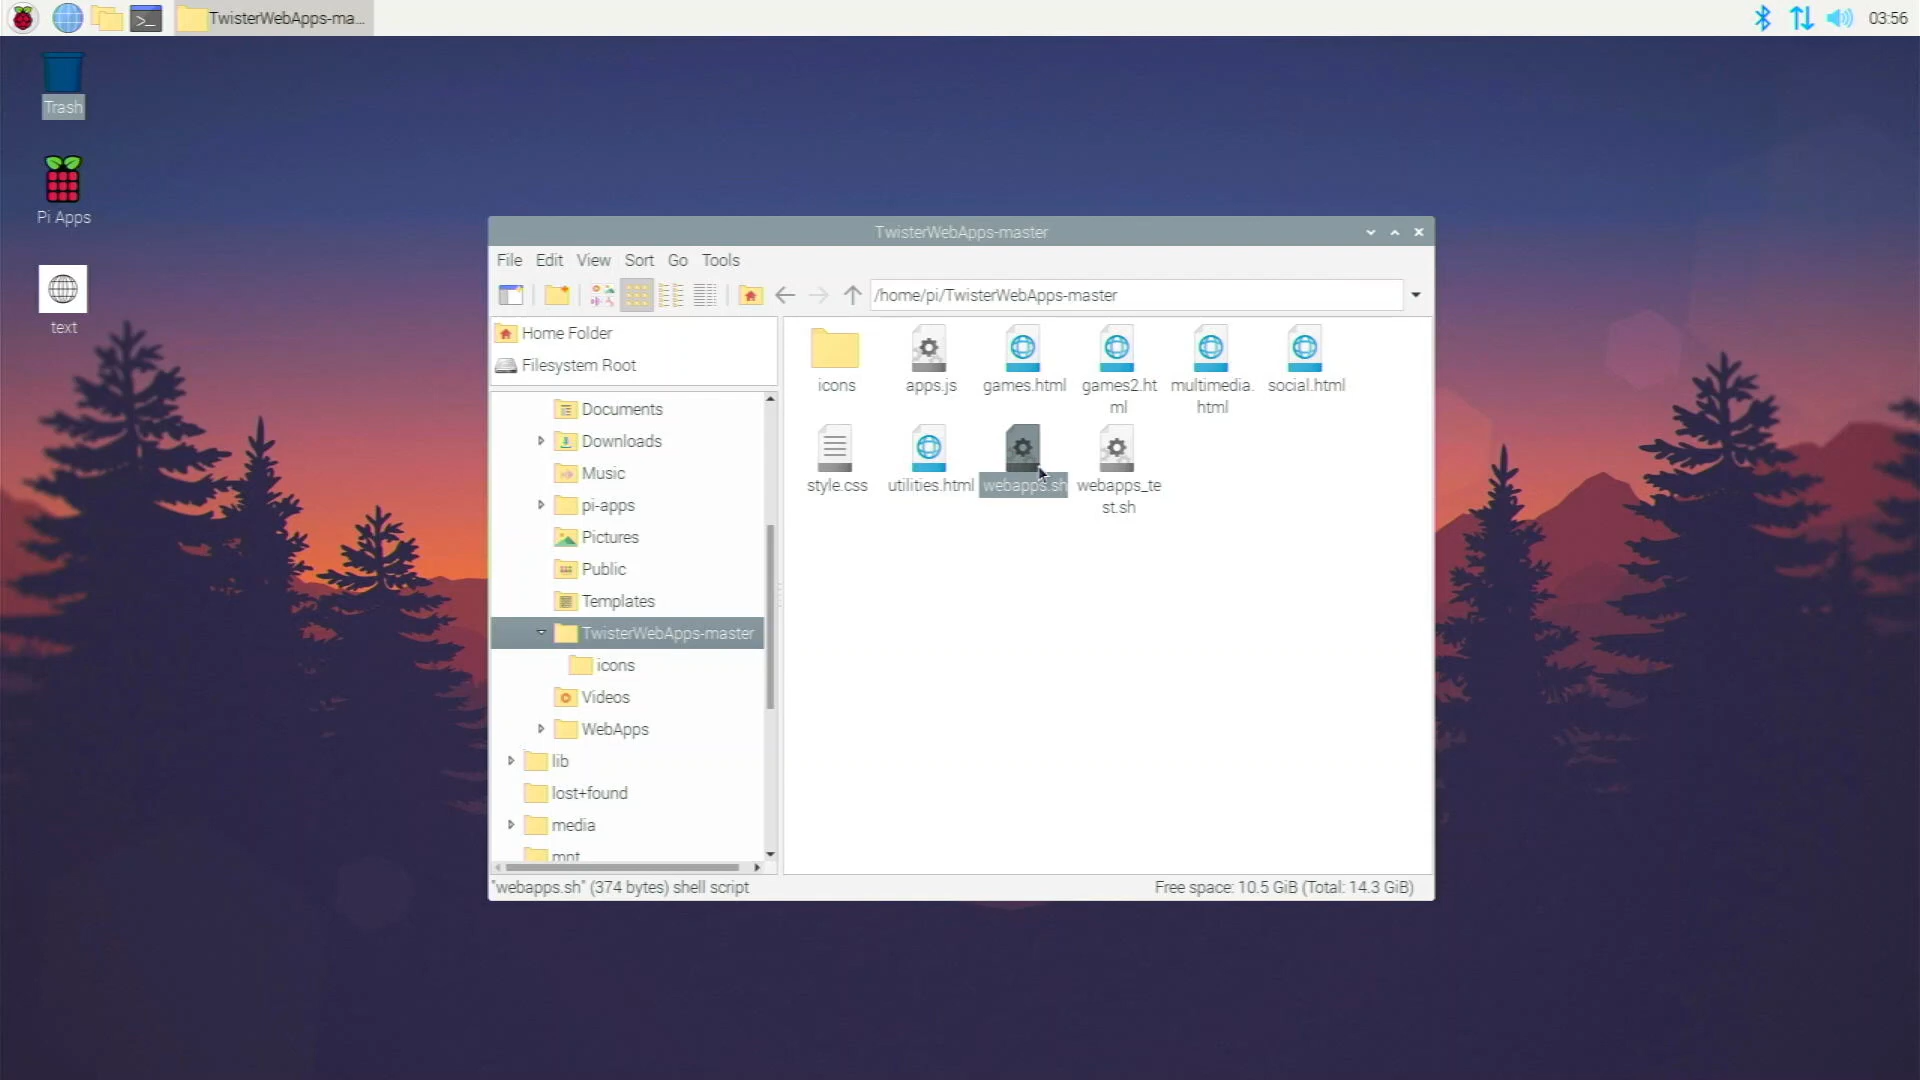 TwisterWebApps-ma...
03:56
Trash
Pi Apps
text
TwisterWebApps-master
File Edit View Sort Go Tools
/home/pi/TwisterWebApps-master
Home Folder
Filesystem Root
Documents
Downloads
Music
pi-apps
Pictures
Public
Templates
TwisterWebApps-master
icons
Videos
WebApps
lib
lost+found
media
mnt
icons
apps.js
games.html
games2.ht
ml
multimedia.
html
social.html
style.css
utilities.html
webapps.sh
webapps_te
st.sh
"webapps.sh" (374 bytes) shell script
Free space: 10.5 GiB (Total: 14.3 GiB)